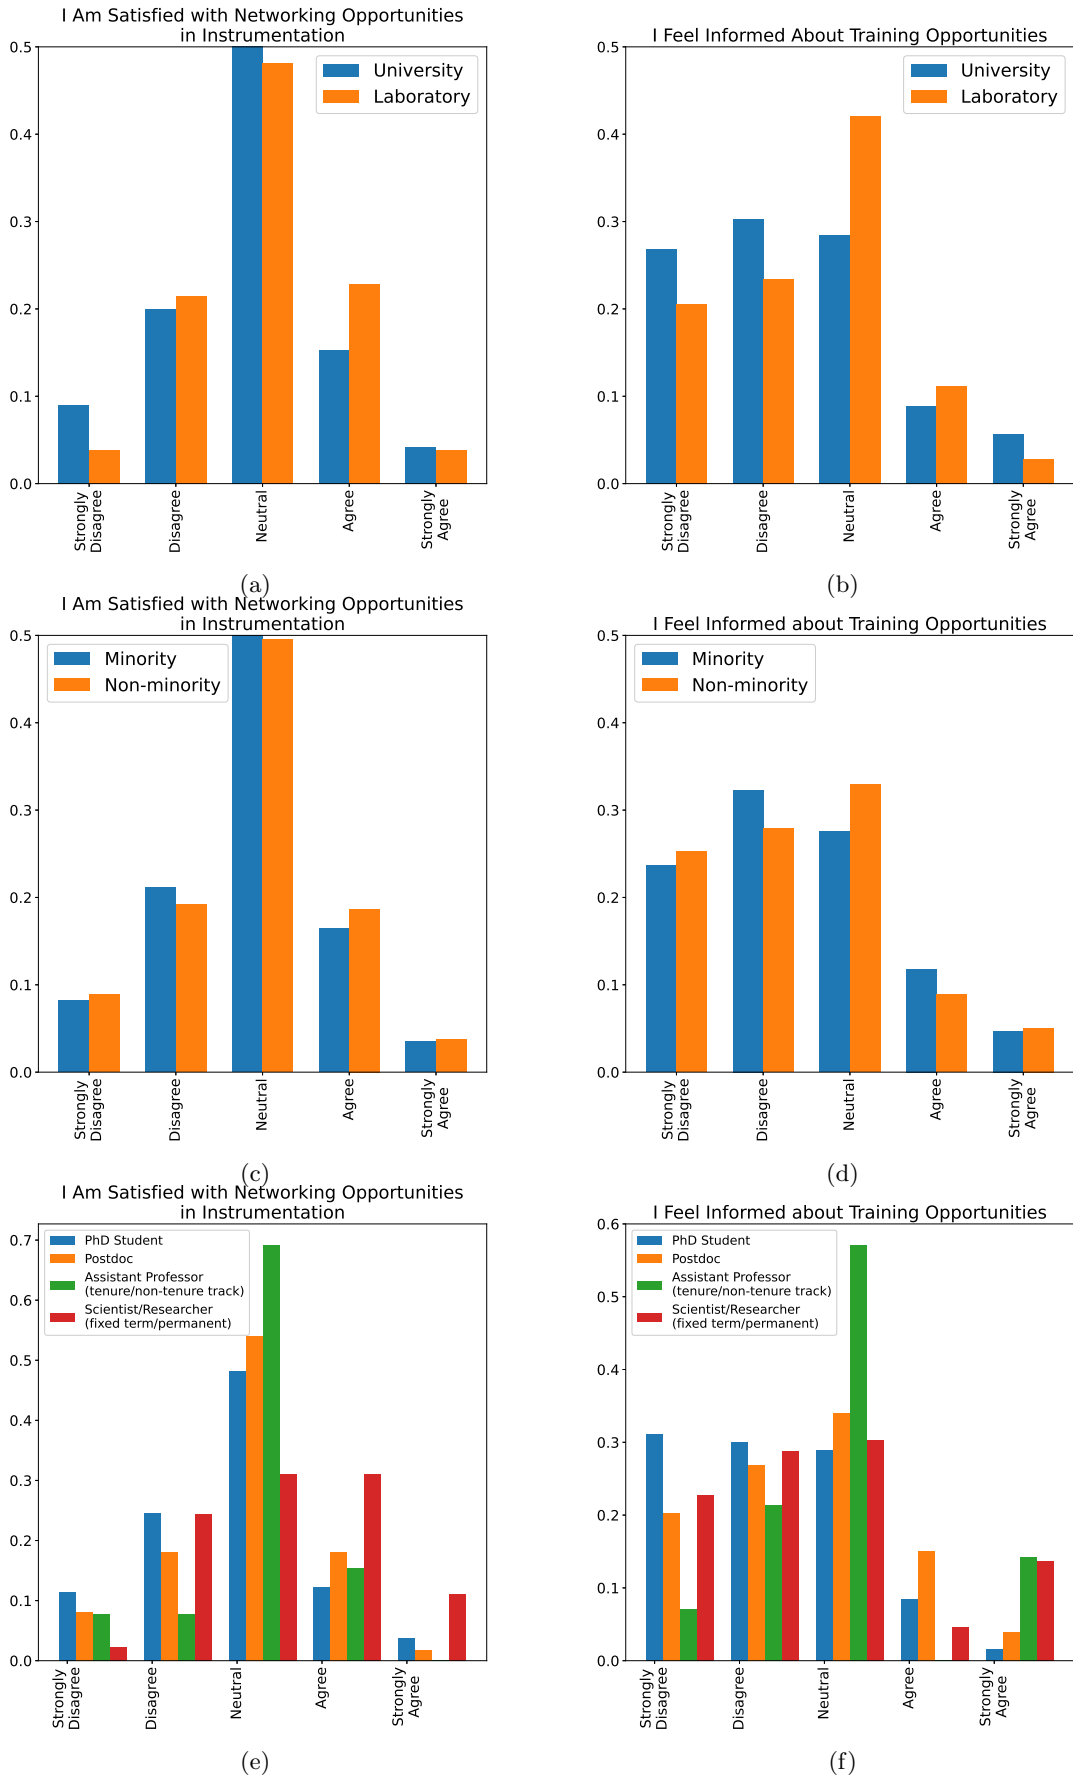 I Am Satisfied with Networking Opportunities
in Instrumentation
University
Laboratory
0.5
0.4
0.3
0.2
0.1
0.0
Strongly
Disagree
Disagree
Neutral
Agree
Strongly
Agree
(a)
I Feel Informed About Training Opportunities
University
Laboratory
0.5
0.4
0.3
0.2
0.1
0.0
Strongly
Disagree
Disagree
Neutral
Agree
Strongly
Agree
(b)
I Am Satisfied with Networking Opportunities
in Instrumentation
Minority
Non-minority
0.5
0.4
0.3
0.2
0.1
0.0
Strongly
Disagree
Disagree
Neutral
Agree
Strongly
Agree
(c)
I Feel Informed about Training Opportunities
Minority
Non-minority
0.5
0.4
0.3
0.2
0.1
0.0
Strongly
Disagree
Disagree
Neutral
Agree
Strongly
Agree
(d)
I Am Satisfied with Networking Opportunities
in Instrumentation
PhD Student
Postdoc
Assistant Professor
(tenure/non-tenure track)
Scientist/Researcher
(fixed term/permanent)
0.7
0.6
0.5
0.4
0.3
0.2
0.1
0.0
Strongly
Disagree
Disagree
Neutral
Agree
Strongly
Agree
(e)
I Feel Informed about Training Opportunities
PhD Student
Postdoc
Assistant Professor
(tenure/non-tenure track)
Scientist/Researcher
(fixed term/permanent)
0.6
0.5
0.4
0.3
0.2
0.1
0.0
Strongly
Disagree
Disagree
Neutral
Agree
Strongly
Agree
(f)